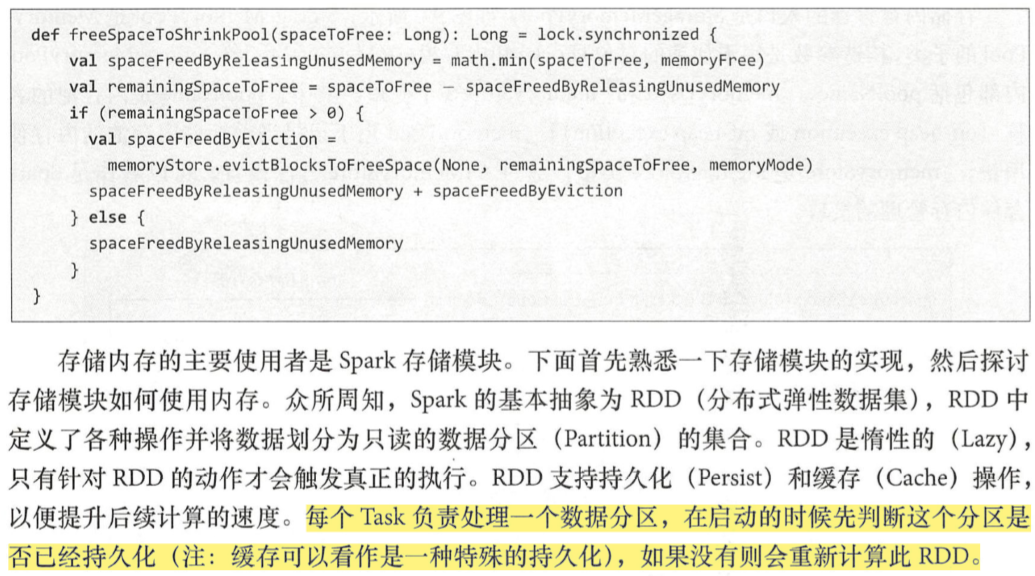 def freeSpaceToShrinkPool(spaceToFree: Long): Long = lock.synchronized {
val spaceFreedByReleasingUnusedMemory = math.min(spaceToFree, memoryFree)
val remainingSpaceToFree = spaceToFree - spaceFreedByReleasingUnusedMemory
if (remainingSpaceToFree > 0) {
val spaceFreedByEviction =
memoryStore.evictBlocksToFreeSpace(None, remainingSpaceToFree, memoryMode)
spaceFreedByReleasingUnusedMemory + spaceFreedByEviction
} else {
spaceFreedByReleasingUnusedMemory
}
}
存储内存的主要使用者是 Spark 存储模块。下面首先熟悉一下存储模块的实现，然后探讨
存储模块如何使用内存。众所周知，Spark 的基本抽象为 RDD（分布式弹性数据集），RDD 中
定义了各种操作并将数据划分为只读的数据分区（Partition）的集合。RDD 是惰性的（Lazy），
只有针对 RDD 的动作才会触发真正的执行。RDD 支持持久化（Persist）和缓存（Cache）操作，
以便提升后续计算的速度。每个 Task 负责处理一个数据分区，在启动的时候先判断这个分区是
否已经持久化（注：缓存可以看作是一种特殊的持久化），如果没有则会重新计算此 RDD。